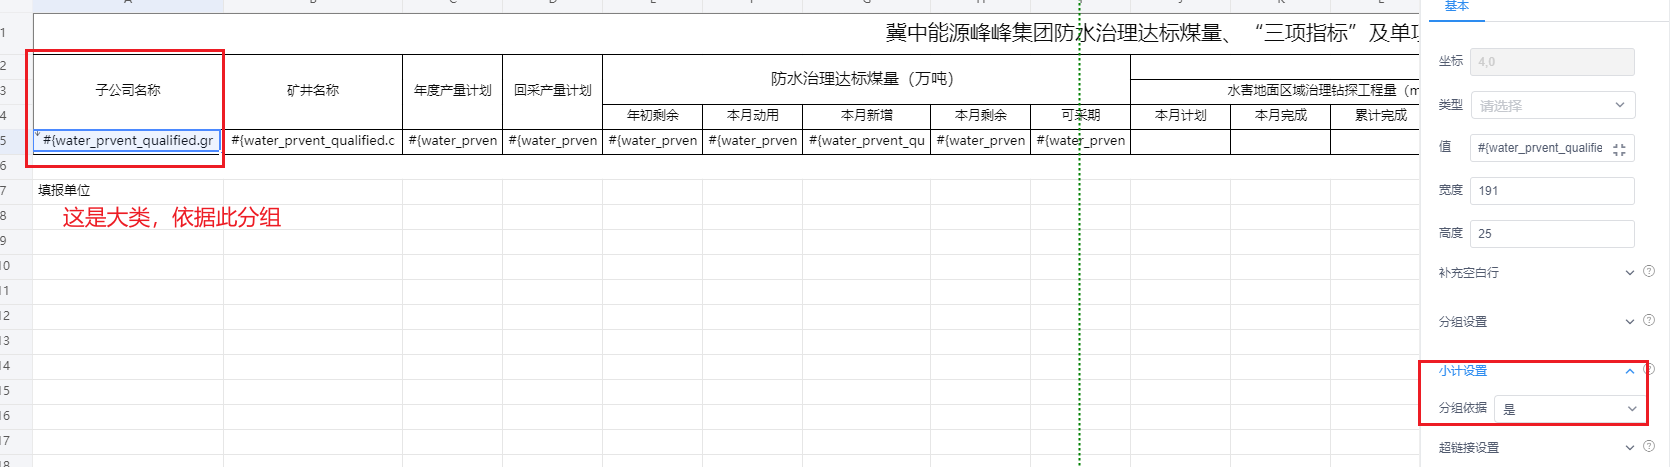 基本
1 冀中能源峰峰集团防水治理达标煤量、“三项指标”及单项
2 防水治理达标煤量（万吨）
3 子公司名称 矿井名称 年度产量计划 回采产量计划 水害地面区域治理钻探工程量（m
4 年初剩余 本月动用 本月新增 本月剩余 可采期 本月计划 本月完成 累计完成
5 #{water_prvent_qualified.gr #{water_prvent_qualified.c #{water_prven #{water_prven #{water_prven #{water_prven #{water_prvent_qu #{water_prven #{water_prven
6
7 填报单位
8 这是大类，依据此分组
9
10
11
12
13
14
15
16
17
18
坐标 4,0
类型 请选择
值 #{water_prvent_qualifie
宽度 191
高度 25
补充空白行
分组设置
小计设置
分组依据 是
超链接设置